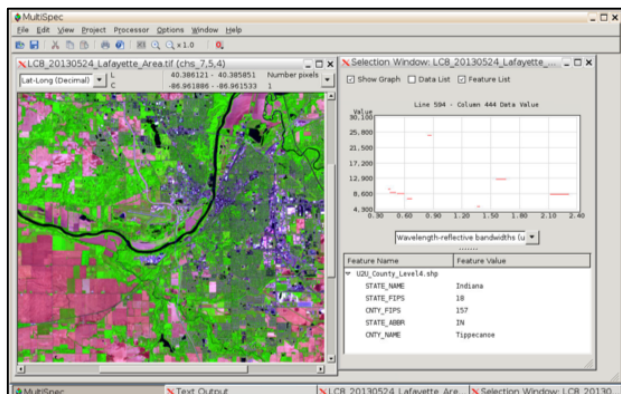 MultiSpec
File Edit View Project Processor Options Window Help
x1.0
LC8_20130524_Lafayette_Area.tif (chs_7,5,4)
Lat-Long (Decimal) L 40.386121 - 40.385851 Number pixels
C -86.961886 - -86.961533 1
Selection Window: LC8_20130524_Lafayette_...
Show Graph Data List Feature List
Line 594 - Column 444 Data Value
Value
30,100
25,800
21,500
17,200
12,900
8,600
4,300
0.30 0.60 0.90 1.20 1.50 1.80 2.10 2.40
Wavelength-reflective bandwidths (u
Feature Name Feature Value
U2U_County_Level4.shp
STATE_NAME Indiana
STATE_FIPS 18
CNTY_FIPS 157
STATE_ABBR IN
CNTY_NAME Tippecanoe
MultiSpec Text Output LC8_20130524_Lafayette_Are... Selection Window: LC8_20130...